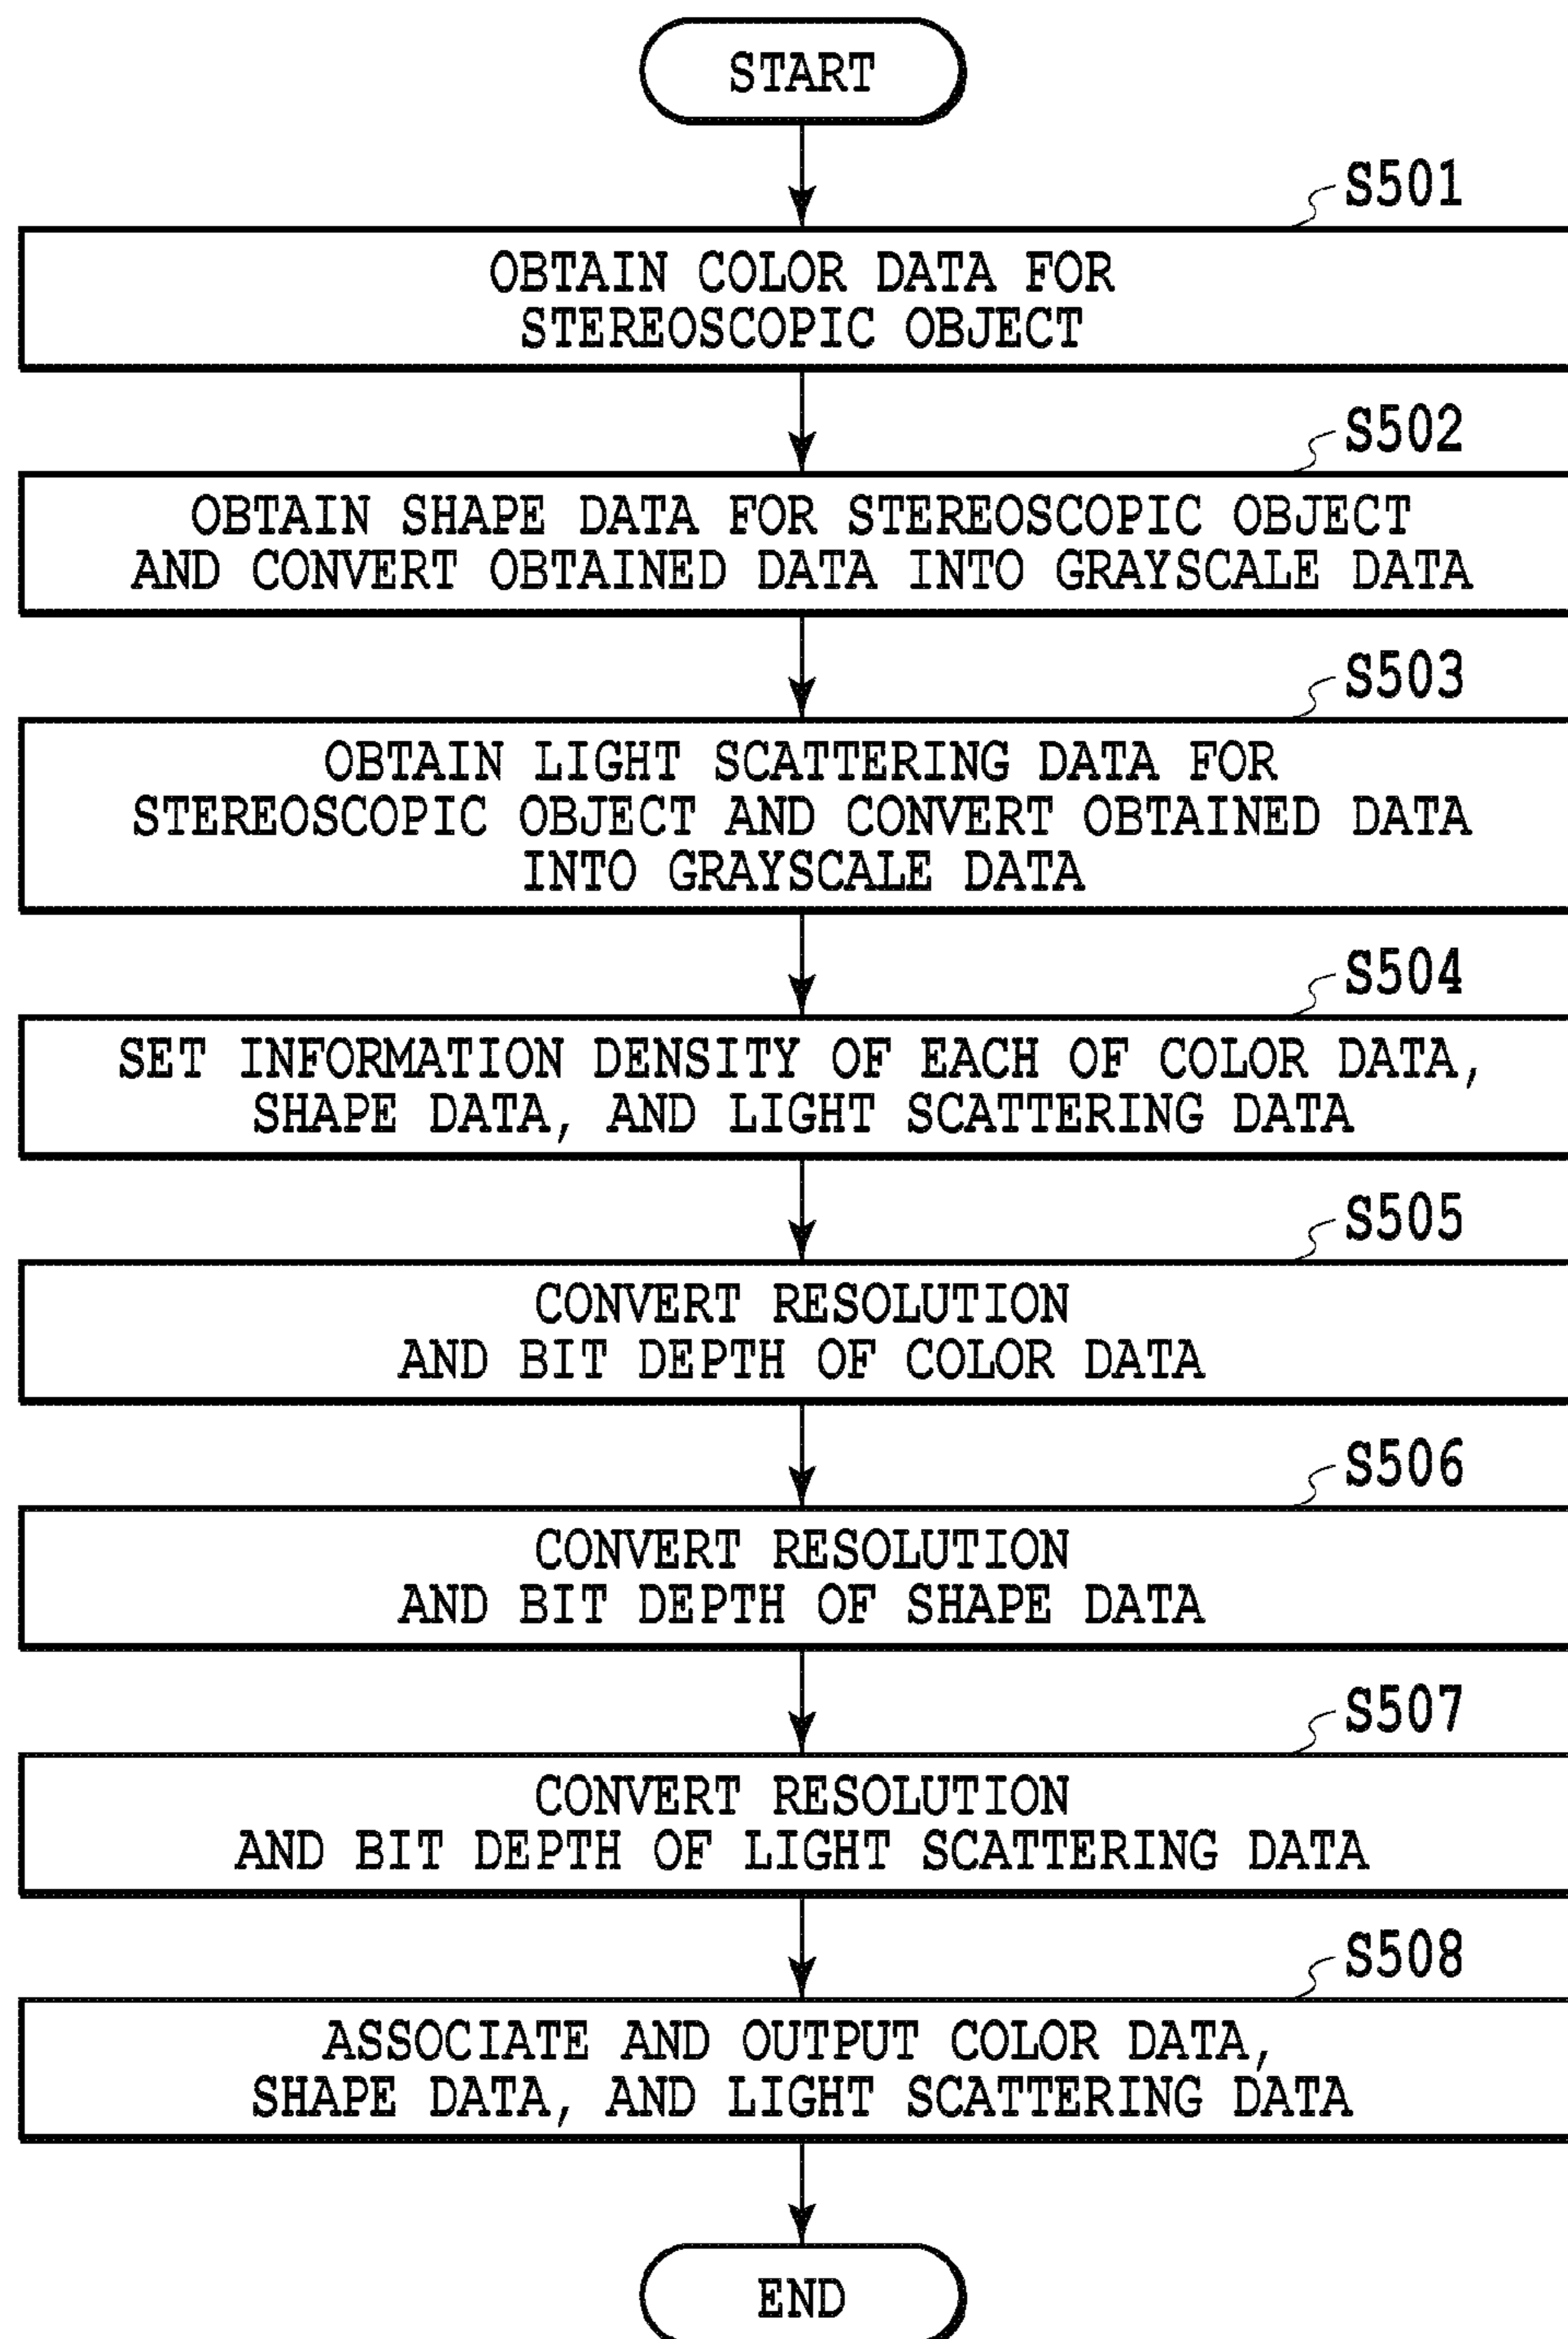 START
S501
OBTAIN COLOR DATA FOR
STEREOSCOPIC OBJECT
S502
OBTAIN SHAPE DATA FOR STEREOSCOPIC OBJECT
AND CONVERT OBTAINED DATA INTO GRAYSCALE DATA
S503
OBTAIN LIGHT SCATTERING DATA FOR
STEREOSCOPIC OBJECT AND CONVERT OBTAINED DATA
INTO GRAYSCALE DATA
S504
SET INFORMATION DENSITY OF EACH OF COLOR DATA,
SHAPE DATA, AND LIGHT SCATTERING DATA
S505
CONVERT RESOLUTION
AND BIT DEPTH OF COLOR DATA
S506
CONVERT RESOLUTION
AND BIT DEPTH OF SHAPE DATA
S507
CONVERT RESOLUTION
AND BIT DEPTH OF LIGHT SCATTERING DATA
S508
ASSOCIATE AND OUTPUT COLOR DATA,
SHAPE DATA, AND LIGHT SCATTERING DATA
END